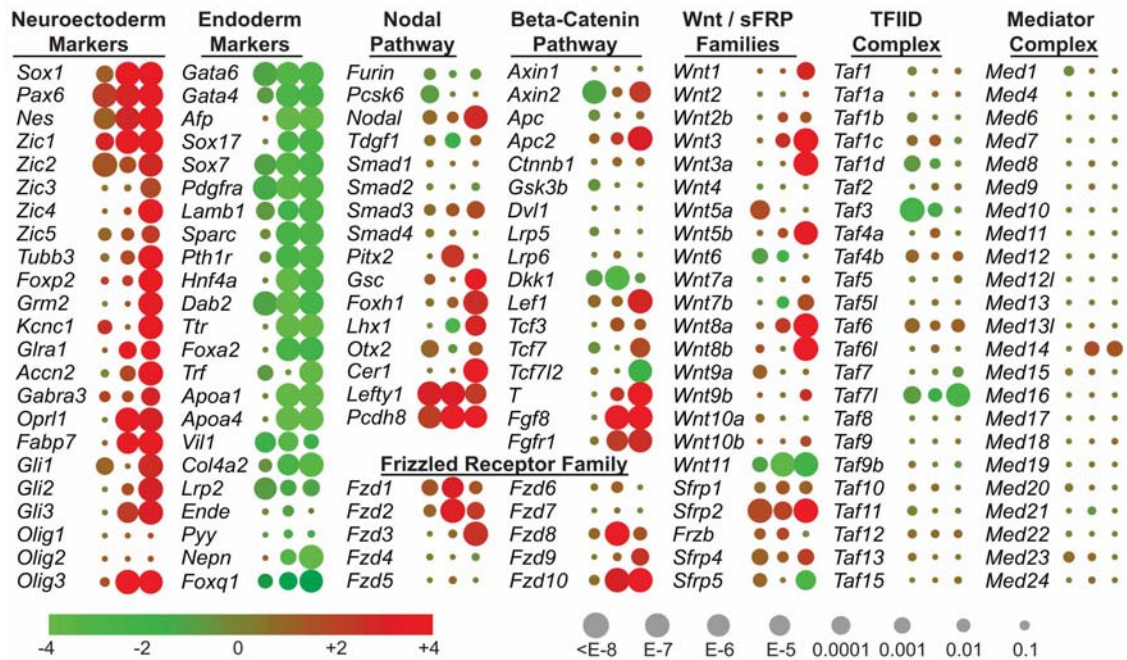 Neuroectoderm Endoderm Nodal Beta-Catenin Wnt / sFRP TFIID Mediator
Markers Markers Pathway Pathway Families Complex Complex
Sox1 Gata6 Furin Axin1 Wnt1 Taf1 Med1
Pax6 Gata4 Pcsk6 Axin2 Wnt2 Taf1a Med4
Nes Afp Nodal Apc Wnt2b Taf1b Med6
Zic1 Sox17 Tdgf1 Apc2 Wnt3 Taf1c Med7
Zic2 Sox7 Smad1 Ctnnb1 Wnt3a Taf1d Med8
Zic3 Pdgfra Smad2 Gsk3b Wnt4 Taf2 Med9
Zic4 Lamb1 Smad3 Dvl1 Wnt5a Taf3 Med10
Zic5 Sparc Smad4 Lrp5 Wnt5b Taf4a Med11
Tubb3 Pth1r Pitx2 Lrp6 Wnt6 Taf4b Med12
Foxp2 Hnf4a Gsc Dkk1 Wnt7a Taf5 Med12l
Grm2 Dab2 Foxh1 Lef1 Wnt7b Taf5l Med13
Kcnc1 Ttr Lhx1 Tcf3 Wnt8a Taf6 Med13l
Glra1 Foxa2 Otx2 Tcf7 Wnt8b Taf6l Med14
Accn2 Trf Cer1 Tcf7l2 Wnt9a Taf7 Med15
Gabra3 Apoa1 Lefty1 T Wnt9b Taf7l Med16
Oprl1 Apoa4 Pcdh8 Fgf8 Wnt10a Taf8 Med17
Fabp7 Vil1 Fgfr1 Wnt10b Taf9 Med18
Gli1 Col4a2 Frizzled Receptor Family Wnt11 Taf9b Med19
Gli2 Lrp2 Fzd1 Fzd6 Sfrp1 Taf10 Med20
Gli3 Ende Fzd2 Fzd7 Sfrp2 Taf11 Med21
Olig1 Pyy Fzd3 Fzd8 Frzb Taf12 Med22
Olig2 Nepn Fzd4 Fzd9 Sfrp4 Taf13 Med23
Olig3 Foxq1 Fzd5 Fzd10 Sfrp5 Taf15 Med24
-4 -2 0 +2 +4 <E-8 E-7 E-6 E-5 0.0001 0.001 0.01 0.1